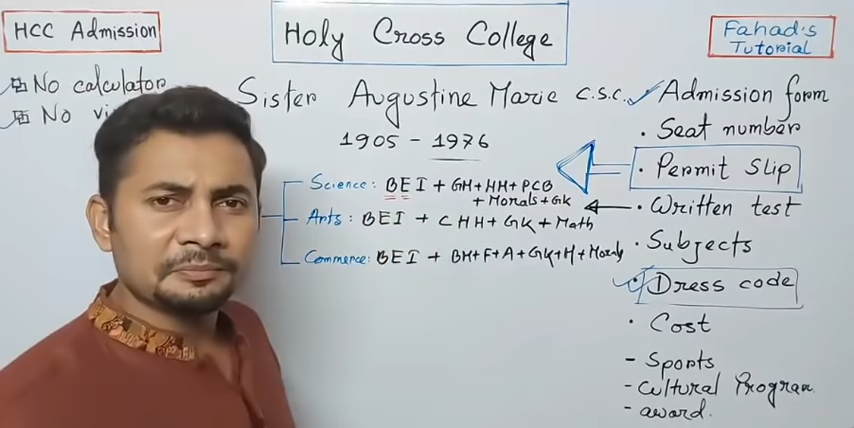 HCC Admission
No calculator
No
Holy Cross College
Sister Augustine Marie C.S.C.
1905 - 1976
Science: BEI + GH+HH+PCB
+ Morals + GK
Arts: BEI + CHH + GK + Math
Commerce: BEI + BH+F+A+GK+H+Morals
Fahad's
Tutorial
Admission form
Seat number
Permit Slip
Written test
Subjects
Dress code
Cost
- Sports
- Cultural Program
- award.